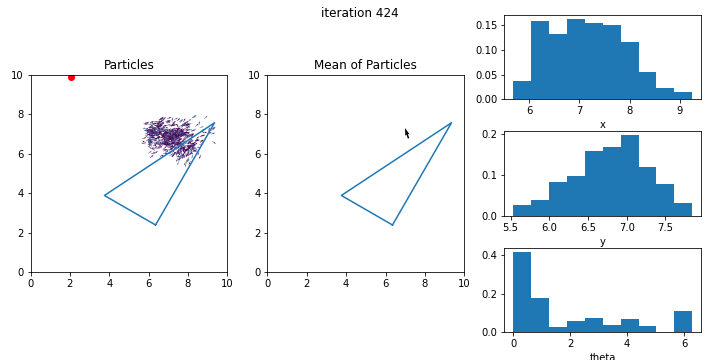 iteration 424
Particles
10
8
6
4
2
0
0 2 4 6 8 10
Mean of Particles
10
8
6
4
2
0
0 2 4 6 8 10
0.15
0.10
0.05
0.00
6 7 8 9
x
0.2
0.1
0.0
5.5 6.0 6.5 7.0 7.5
y
0.4
0.2
0.0
0 2 4 6
theta